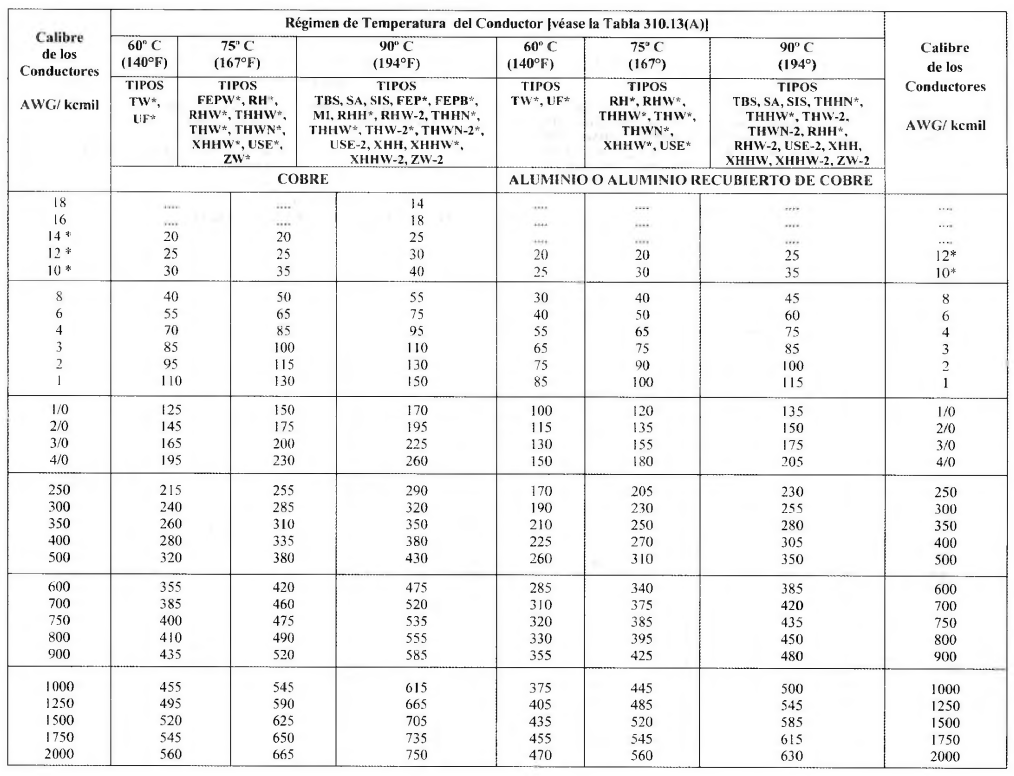 Régimen de Temperatura del Conductor [véase la Tabla 310.13(A)]
Calibre de los Conductores AWG/ kcmil
60º C (140°F)
75º C (167°F)
90º C (194°F)
60º C (140°F)
75º C (167°)
90º C (194°)
Calibre de los Conductores AWG/ kcmil
TIPOS TW*, UF*
TIPOS FEPW*, RH*, RHW*, THHW*, THW*, THWN*, XHHW*, USE*, ZW*
TIPOS TBS, SA, SIS, FEP*, FEPB*, MI, RHH*, RHW-2, THHN*, THHW*, THW-2*, THWN-2*, USE-2, XHH, XHHW*, XHHW-2, ZW-2
TIPOS TW*, UF*
TIPOS RH*, RHW*, THHW*, THW*, THWN*, XHHW*, USE*
TIPOS TBS, SA, SIS, THHN*, THHW*, THW-2, THWN-2, RHH*, RHW-2, USE-2, XHH, XHHW, XHHW-2, ZW-2
COBRE
ALUMINIO O ALUMINIO RECUBIERTO DE COBRE
18 .... .... 14 .... .... .... ....
16 .... .... 18 .... .... .... ....
14 * 20 20 25 .... .... .... ....
12 * 25 25 30 20 20 25 12*
10 * 30 35 40 25 30 35 10*
8 40 50 55 30 40 45 8
6 55 65 75 40 50 60 6
4 70 85 95 55 65 75 4
3 85 100 110 65 75 85 3
2 95 115 130 75 90 100 2
1 110 130 150 85 100 115 1
1/0 125 150 170 100 120 135 1/0
2/0 145 175 195 115 135 150 2/0
3/0 165 200 225 130 155 175 3/0
4/0 195 230 260 150 180 205 4/0
250 215 255 290 170 205 230 250
300 240 285 320 190 230 255 300
350 260 310 350 210 250 280 350
400 280 335 380 225 270 305 400
500 320 380 430 260 310 350 500
600 355 420 475 285 340 385 600
700 385 460 520 310 375 420 700
750 400 475 535 320 385 435 750
800 410 490 555 330 395 450 800
900 435 520 585 355 425 480 900
1000 455 545 615 375 445 500 1000
1250 495 590 665 405 485 545 1250
1500 520 625 705 435 520 585 1500
1750 545 650 735 455 545 615 1750
2000 560 665 750 470 560 630 2000